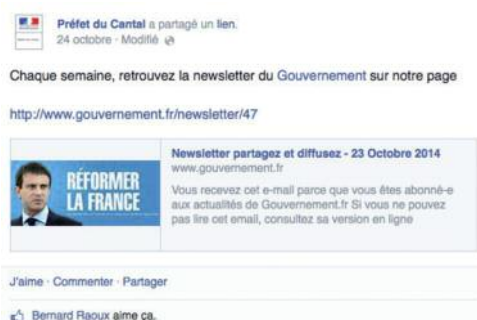 Préfet du Cantal a partagé un lien.
24 octobre · Modifié
Chaque semaine, retrouvez la newsletter du Gouvernement sur notre page
http://www.gouvernement.fr/newsletter/47
RÉFORMER
LA FRANCE
Newsletter partagez et diffusez - 23 Octobre 2014
www.gouvernement.fr
Vous recevez cet e-mail parce que vous êtes abonné-e
aux actualités de Gouvernement.fr Si vous ne pouvez
pas lire cet email, consultez sa version en ligne
J'aime · Commenter · Partager
Bernard Raoux aime ça.